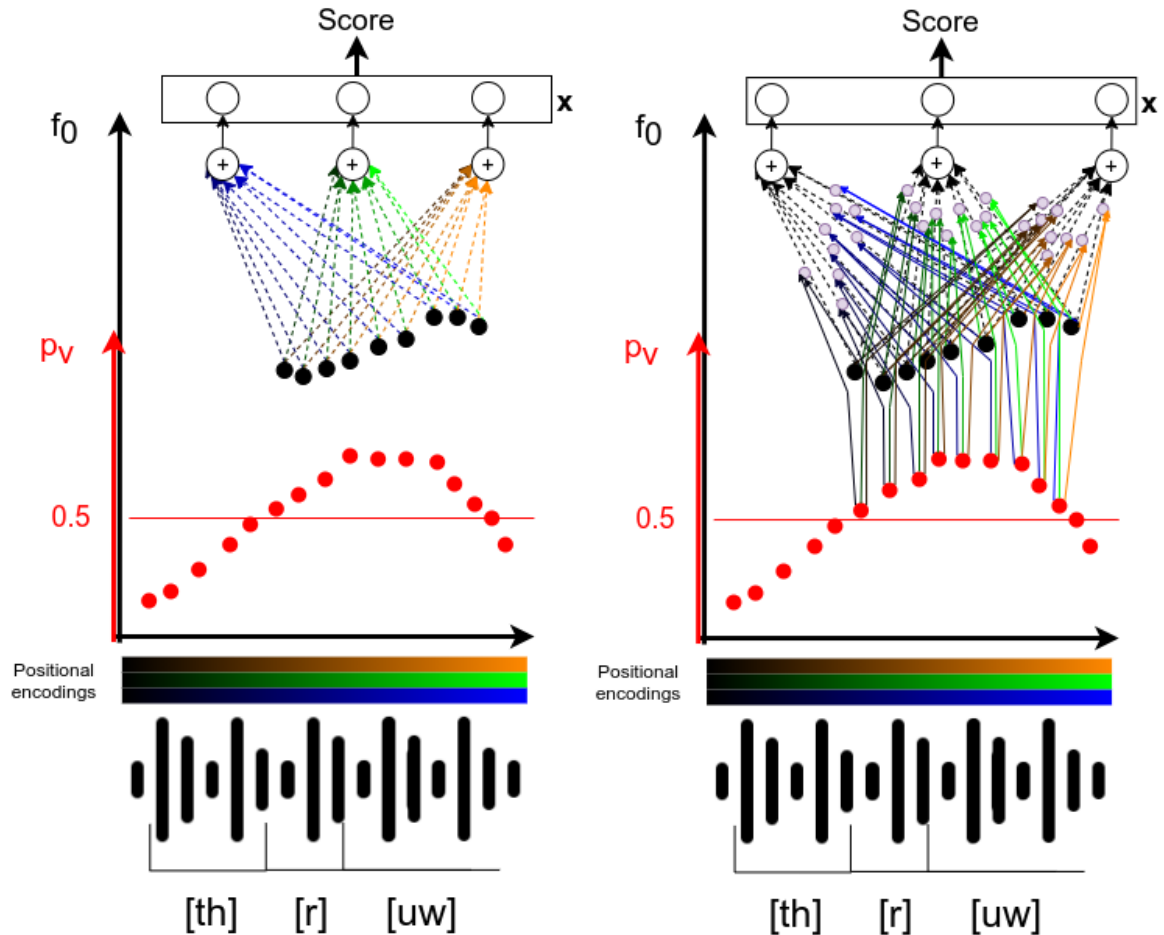 Score
x
f0
+ + +
pv
0.5
Positional
encodings
[th] [r] [uw]
Score
x
f0
+ + +
pv
0.5
Positional
encodings
[th] [r] [uw]